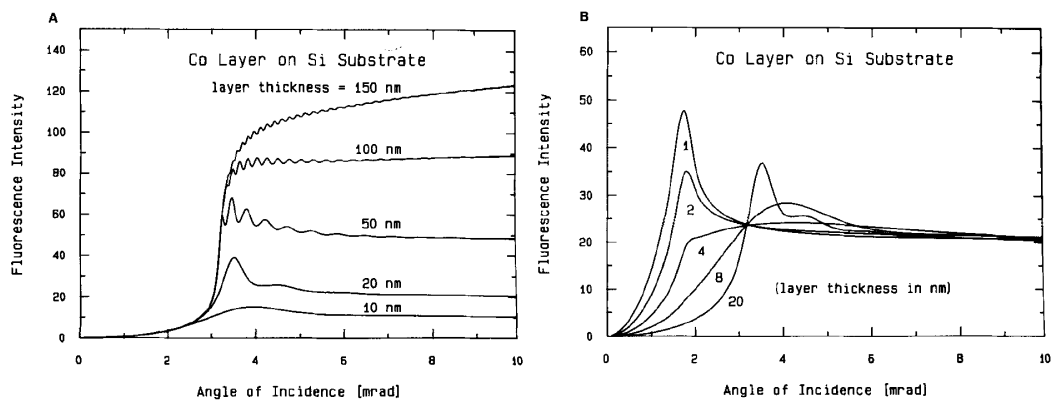 A
Co Layer on Si Substrate
layer thickness = 150 nm
100 nm
50 nm
20 nm
10 nm
Fluorescence Intensity
140
120
100
80
60
40
20
0
0 2 4 6 8 10
Angle of Incidence [mrad]
B
Co Layer on Si Substrate
1
2
4
8
20
(layer thickness in nm)
Fluorescence Intensity
60
50
40
30
20
10
0
0 2 4 6 8 10
Angle of Incidence [mrad]